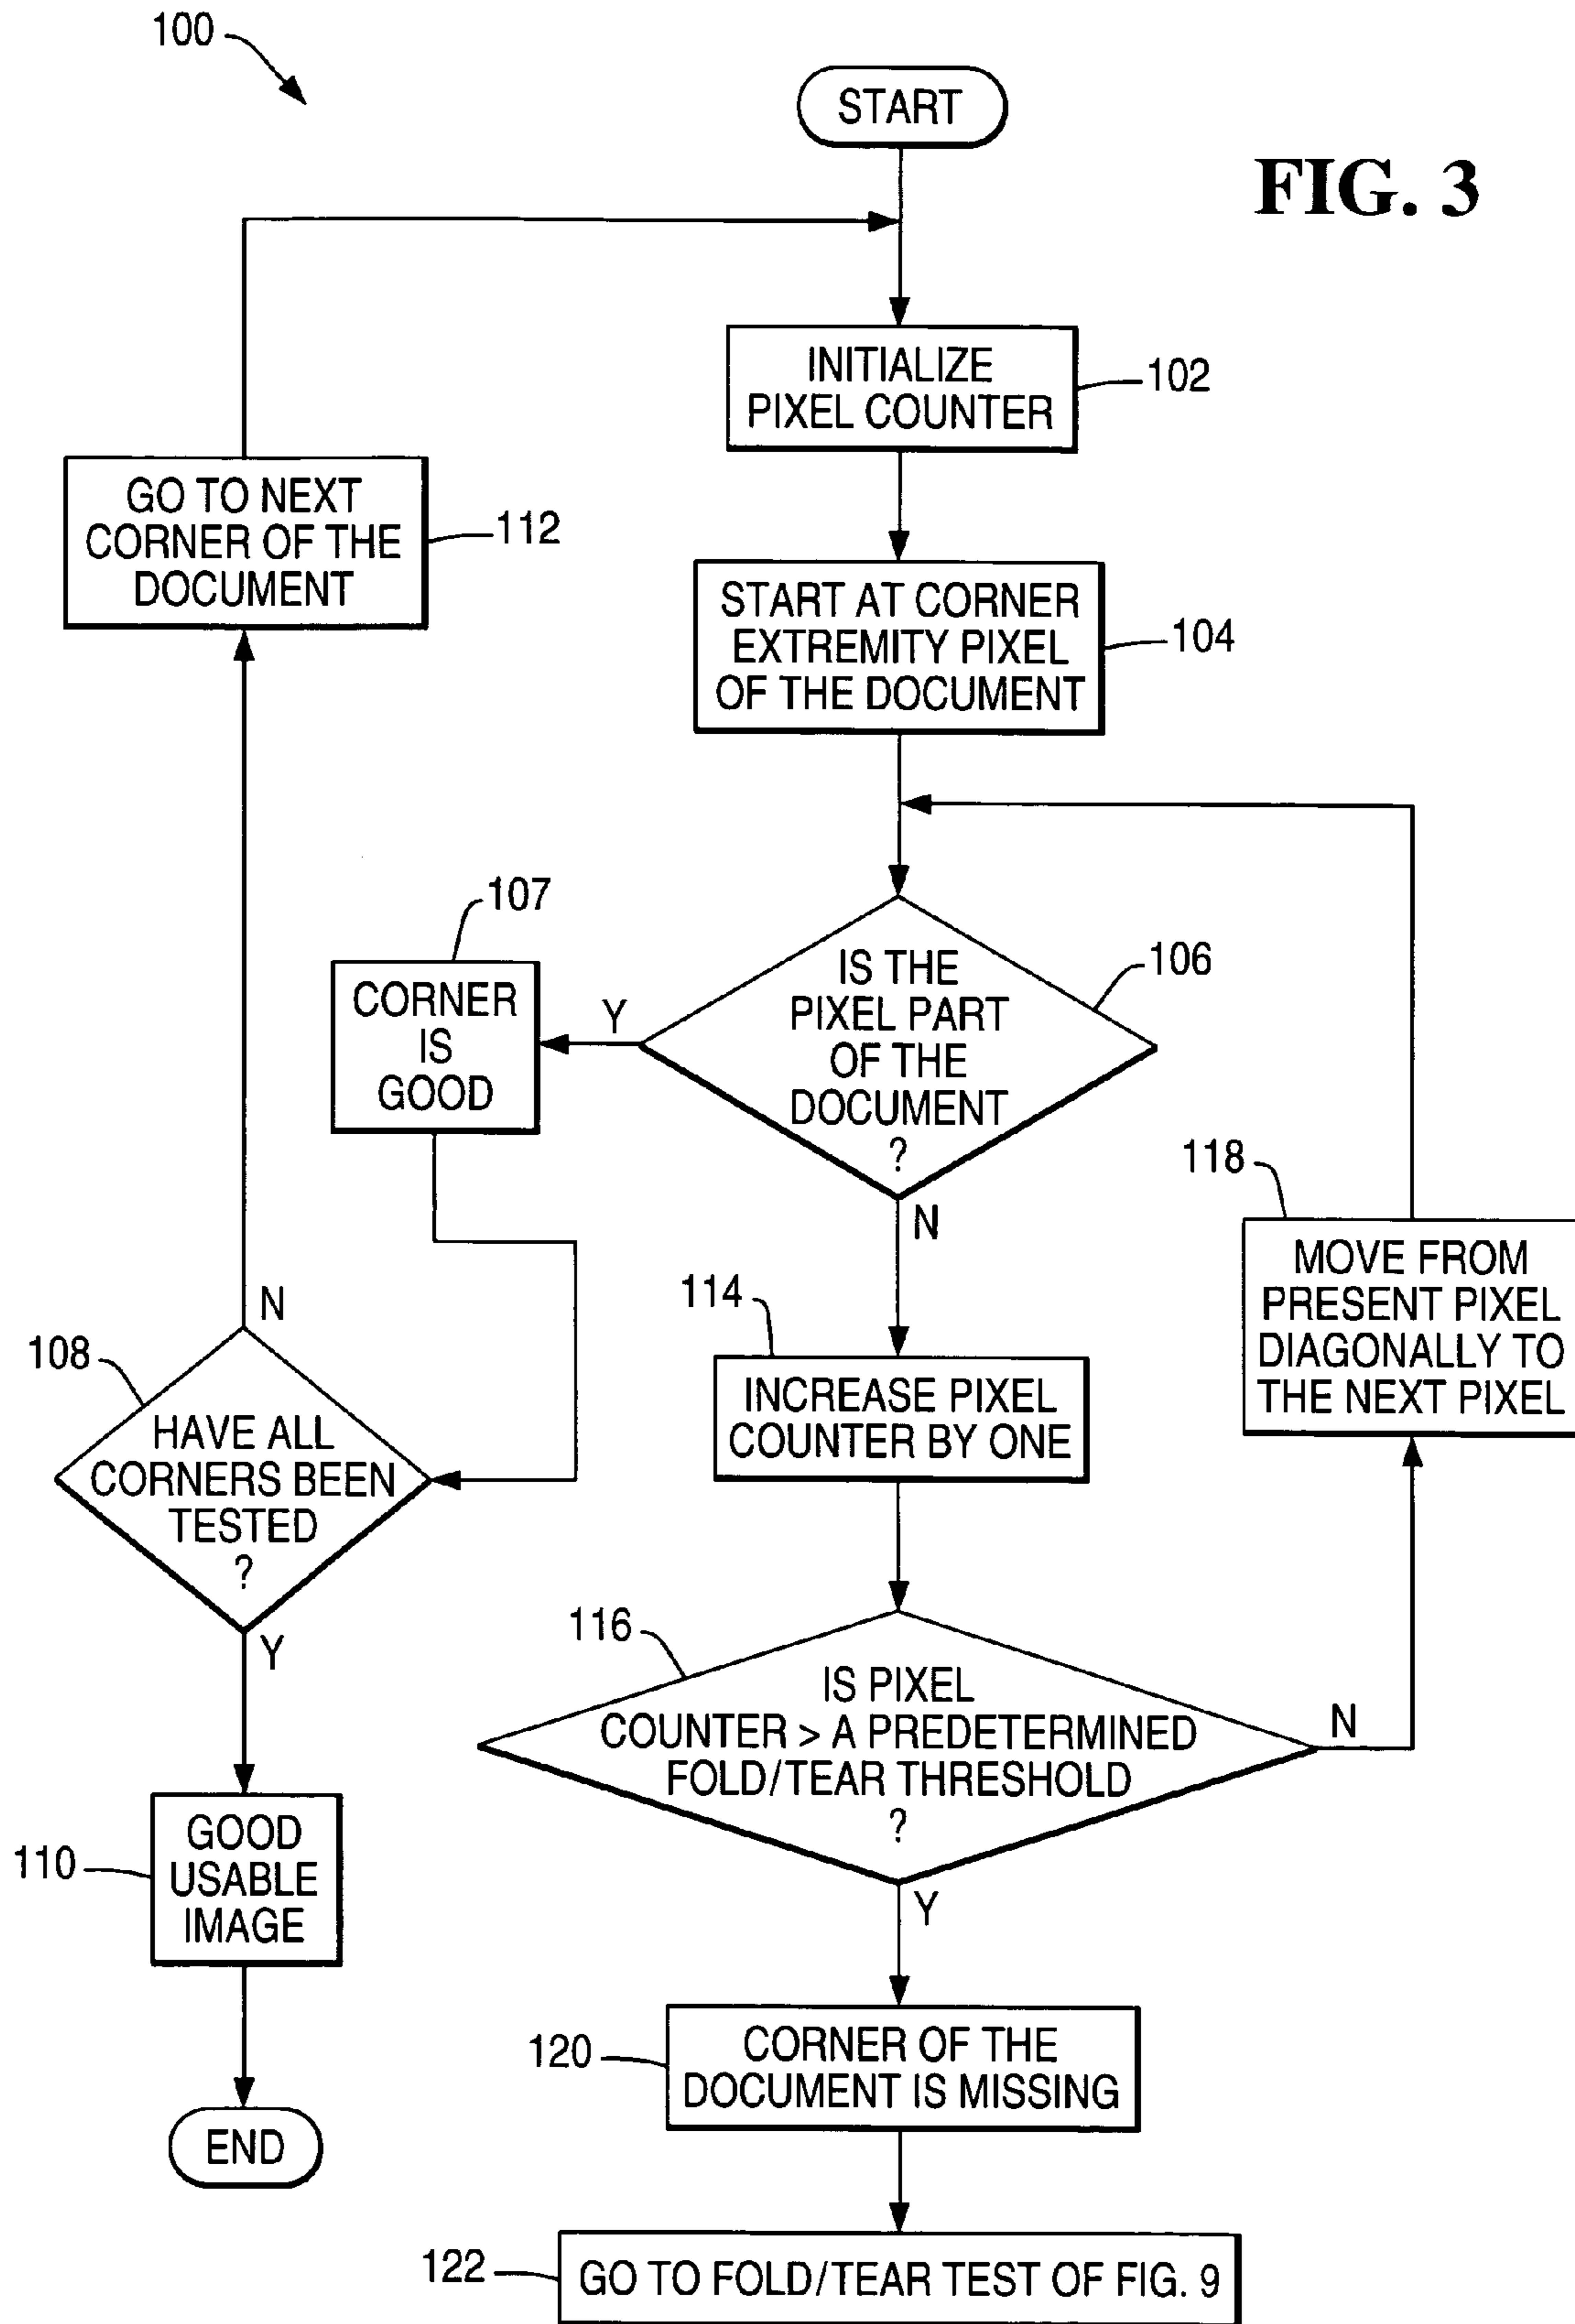 100
START
FIG. 3
INITIALIZE
PIXEL COUNTER
102
GO TO NEXT
CORNER OF THE
DOCUMENT
112
START AT CORNER
EXTREMITY PIXEL
OF THE DOCUMENT
104
107
CORNER
IS
GOOD
Y
IS THE
PIXEL PART
OF THE
DOCUMENT
?
106
N
118
MOVE FROM
PRESENT PIXEL
DIAGONALLY TO
THE NEXT PIXEL
114
INCREASE PIXEL
COUNTER BY ONE
N
108
HAVE ALL
CORNERS BEEN
TESTED
?
Y
116
IS PIXEL
COUNTER > A PREDETERMINED
FOLD/TEAR THRESHOLD
?
N
Y
110
GOOD
USABLE
IMAGE
END
120
CORNER OF THE
DOCUMENT IS MISSING
122
GO TO FOLD/TEAR TEST OF FIG. 9